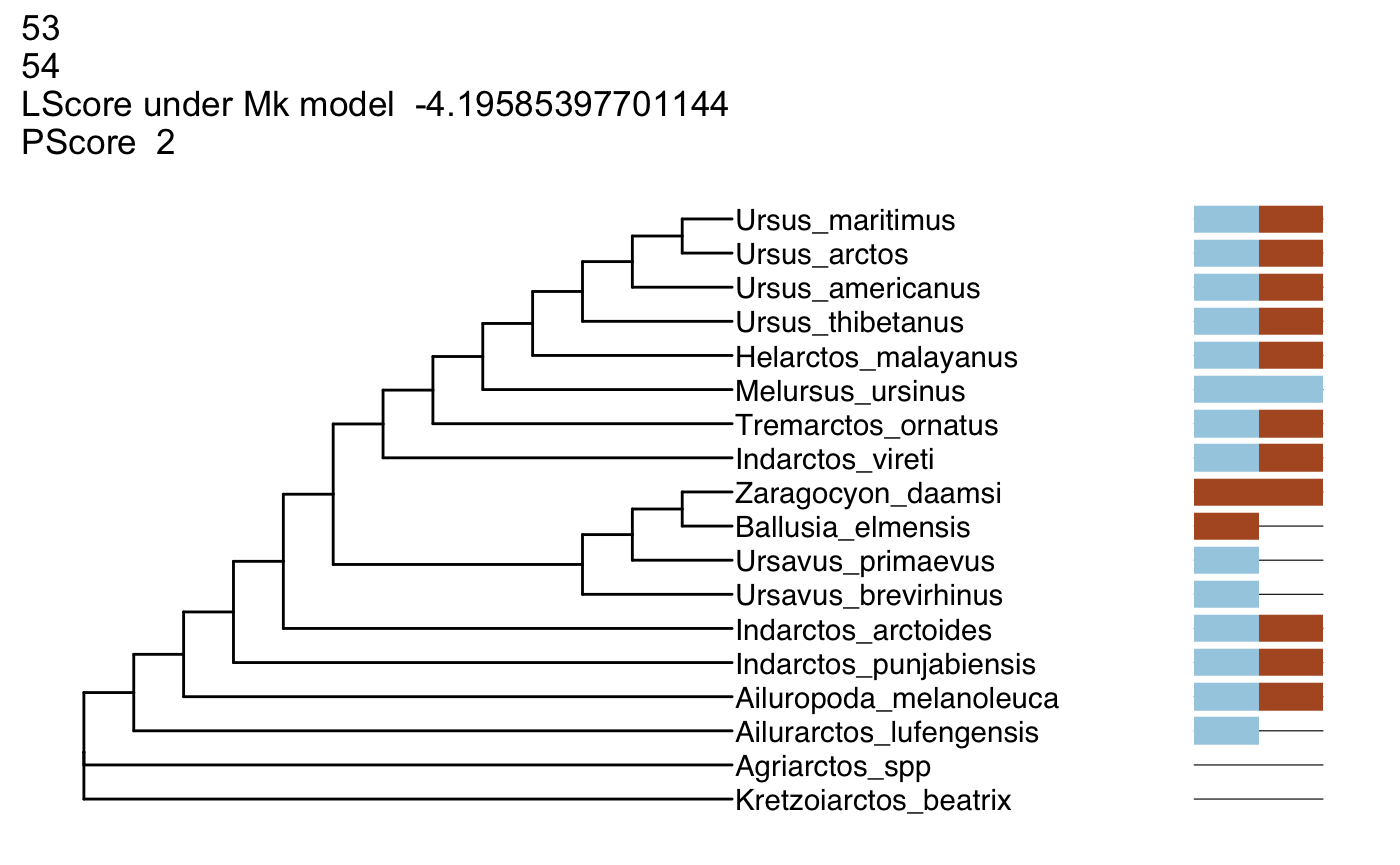 53
54
LScore under Mk model -4.19585397701144
PScore 2
Ursus_maritimus
Ursus_arctos
Ursus_americanus
Ursus_thibetanus
Helarctos_malayanus
Melursus_ursinus
Tremarctos_ornatus
Indarctos_vireti
Zaragocyon_daamsi
Ballusia_elmensis
Ursavus_primaevus
Ursavus_brevirhinus
Indarctos_arctoides
Indarctos_punjabiensis
Ailuropoda_melanoleuca
Ailurarctos_lufengensis
Agriarctos_spp
Kretzoiarctos_beatrix